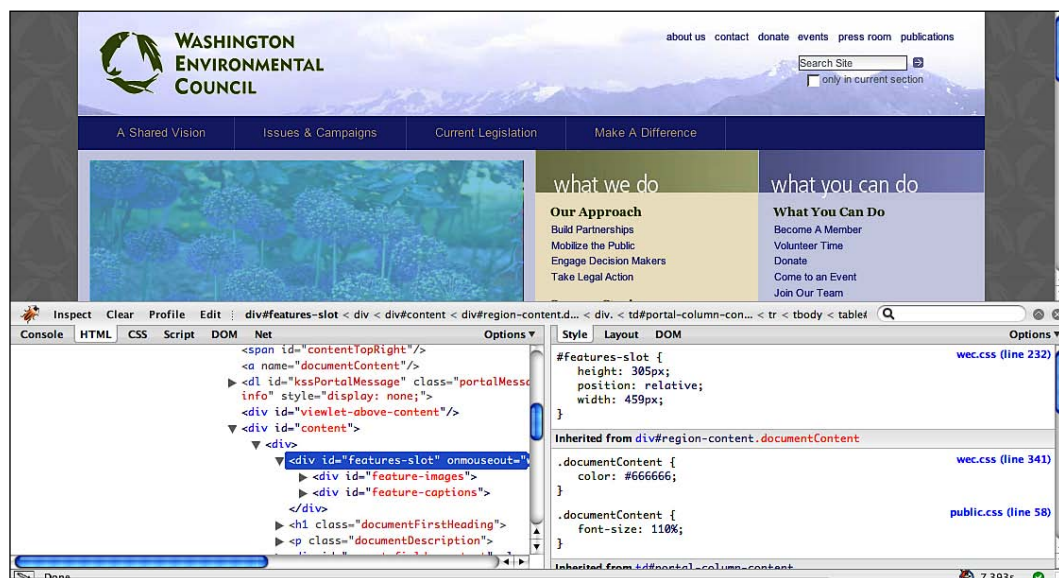 WASHINGTON
ENVIRONMENTAL
COUNCIL
about us contact donate events press room publications
Search Site
only in current section
A Shared Vision Issues & Campaigns Current Legislation Make A Difference
what we do
Our Approach
Build Partnerships
Mobilize the Public
Engage Decision Makers
Take Legal Action
what you can do
What You Can Do
Become A Member
Volunteer Time
Donate
Come to an Event
Join Our Team
Inspect Clear Profile Edit div#features-slot < div < div#content < div#region-content.d... < div. < td#portal-column-con... < tr < tbody < table#
Console HTML CSS Script DOM Net Options
<span id="contentTopRight"/>
<a name="documentContent"/>
<dl id="kssPortalMessage" class="portalMessa
info" style="display: none;">
<div id="viewlet-above-content"/>
<div id="content">
<div>
<div id="features-slot" onmouseout="
<div id="feature-images">
<div id="feature-captions">
</div>
<h1 class="documentFirstHeading">
<p class="documentDescription">
Style Layout DOM Options
#features-slot { wec.css (line 232)
height: 305px;
position: relative;
width: 459px;
}
Inherited from div#region-content.documentContent
.documentContent { wec.css (line 341)
color: #666666;
}
.documentContent { public.css (line 58)
font-size: 110%;
}
Inherited from td#portal-column-content
Done
7.393s